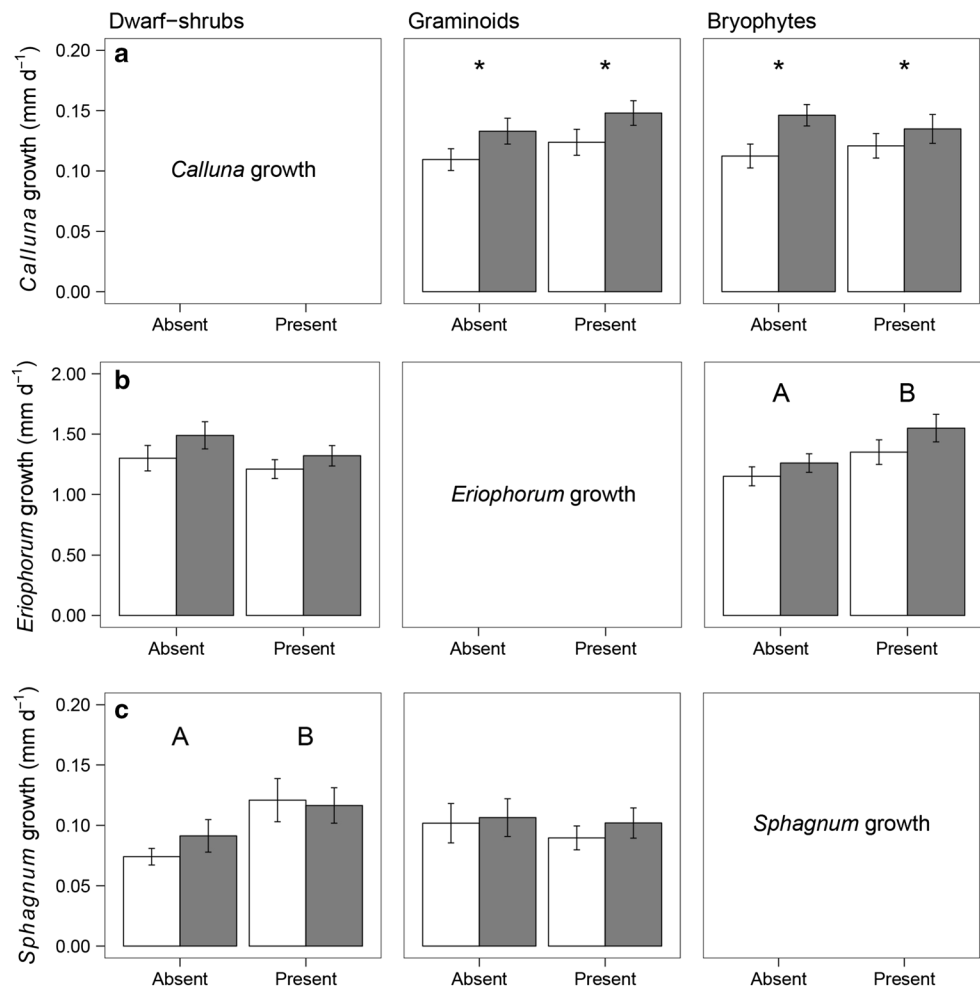 Dwarf−shrubs Graminoids Bryophytes
a
Calluna growth (mm d−1)
0.20
0.15
0.10
0.05
0.00
Calluna growth
* *
* *
Absent Present Absent Present Absent Present
b
Eriophorum growth (mm d−1)
2.00
1.50
1.00
0.50
0.00
Eriophorum growth
A B
Absent Present Absent Present Absent Present
c
Sphagnum growth (mm d−1)
0.20
0.15
0.10
0.05
0.00
A B
Sphagnum growth
Absent Present Absent Present Absent Present